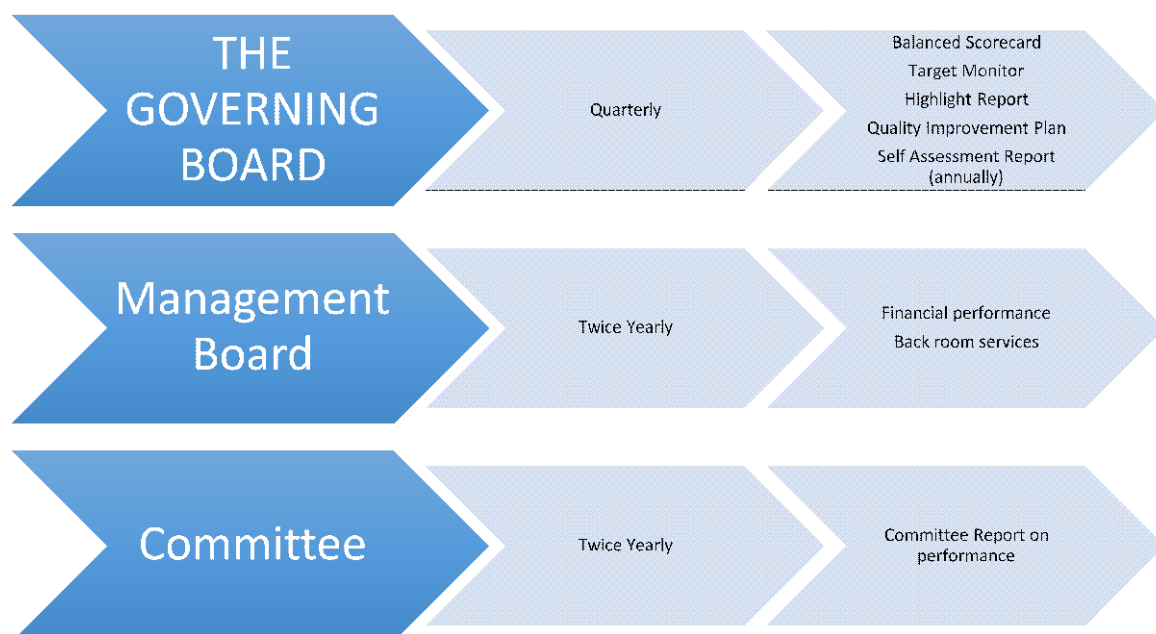 THE
GOVERNING
BOARD
Quarterly
Balanced Scorecard
Target Monitor
Highlight Report
Quality Improvement Plan
Self Assessment Report
(annually)
Management
Board
Twice Yearly
Financial performance
Back room services
Committee
Twice Yearly
Committee Report on
performance